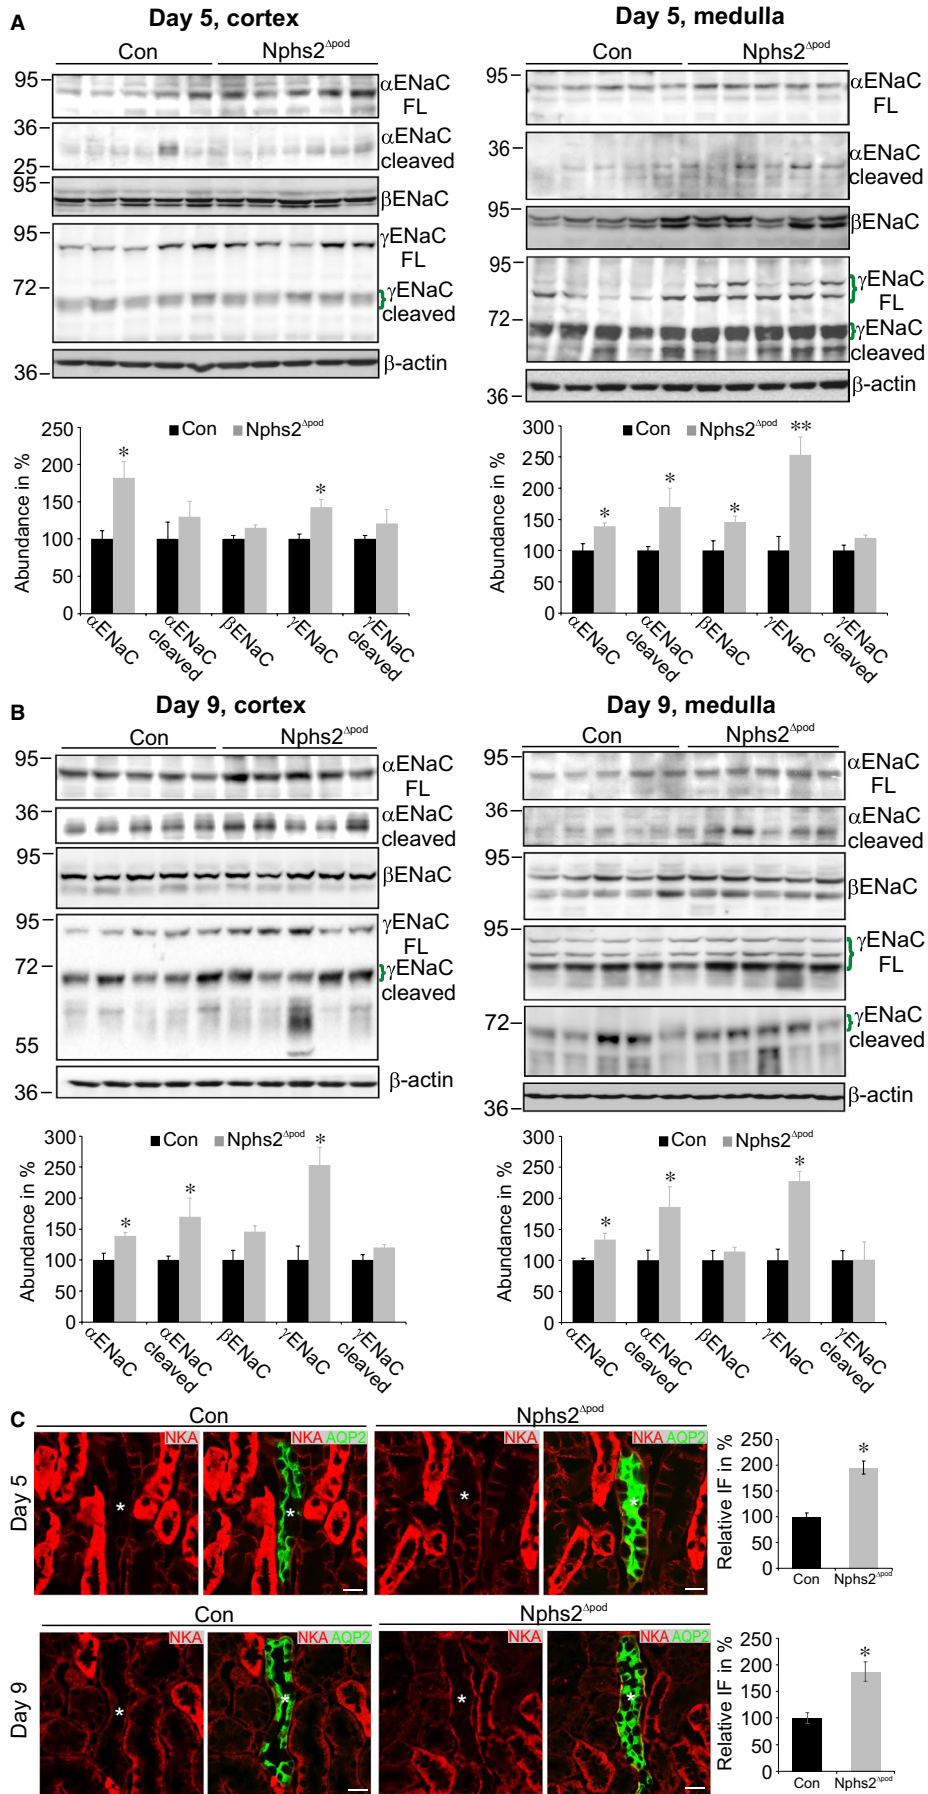 A
Day 5, cortex
Con
Nphs2Δpod
95
αENaC
FL
36
αENaC
cleaved
25
95
βENaC
95
γENaC
FL
72
γENaC
cleaved
β-actin
36
Day 5, medulla
Con
Nphs2Δpod
95
αENaC
FL
36
αENaC
cleaved
95
βENaC
95
γENaC
FL
72
γENaC
cleaved
β-actin
36
Abundance in %
250
200
150
100
50
0
Con
Nphs2Δpod
*
*
αENaC
αENaC
cleaved
βENaC
γENaC
γENaC
cleaved
300
250
200
150
100
50
0
Abundance in %
Con
Nphs2Δpod
*
*
*
**
αENaC
αENaC
cleaved
βENaC
γENaC
γENaC
cleaved
B
Day 9, cortex
Con
Nphs2Δpod
95
αENaC
FL
36
αENaC
cleaved
95
βENaC
95
γENaC
FL
72
γENaC
cleaved
55
β-actin
36
Day 9, medulla
Con
Nphs2Δpod
95
αENaC
FL
36
αENaC
cleaved
95
βENaC
95
γENaC
FL
72
γENaC
cleaved
β-actin
36
Abundance in %
300
250
200
150
100
50
0
Con
Nphs2Δpod
*
*
*
αENaC
αENaC
cleaved
βENaC
γENaC
γENaC
cleaved
Abundance in %
300
250
200
150
100
50
0
Con
Nphs2Δpod
*
*
*
αENaC
αENaC
cleaved
βENaC
γENaC
γENaC
cleaved
C
Con
Nphs2Δpod
Day 5
NKA
*
NKA AQP2
*
NKA
*
NKA AQP2
*
Relative IF in %
250
200
150
100
50
0
*
Con
Nphs2Δpod
Con
Nphs2Δpod
Day 9
NKA
*
NKA AQP2
*
NKA
*
NKA AQP2
*
Relative IF in %
250
200
150
100
50
0
*
Con
Nphs2Δpod